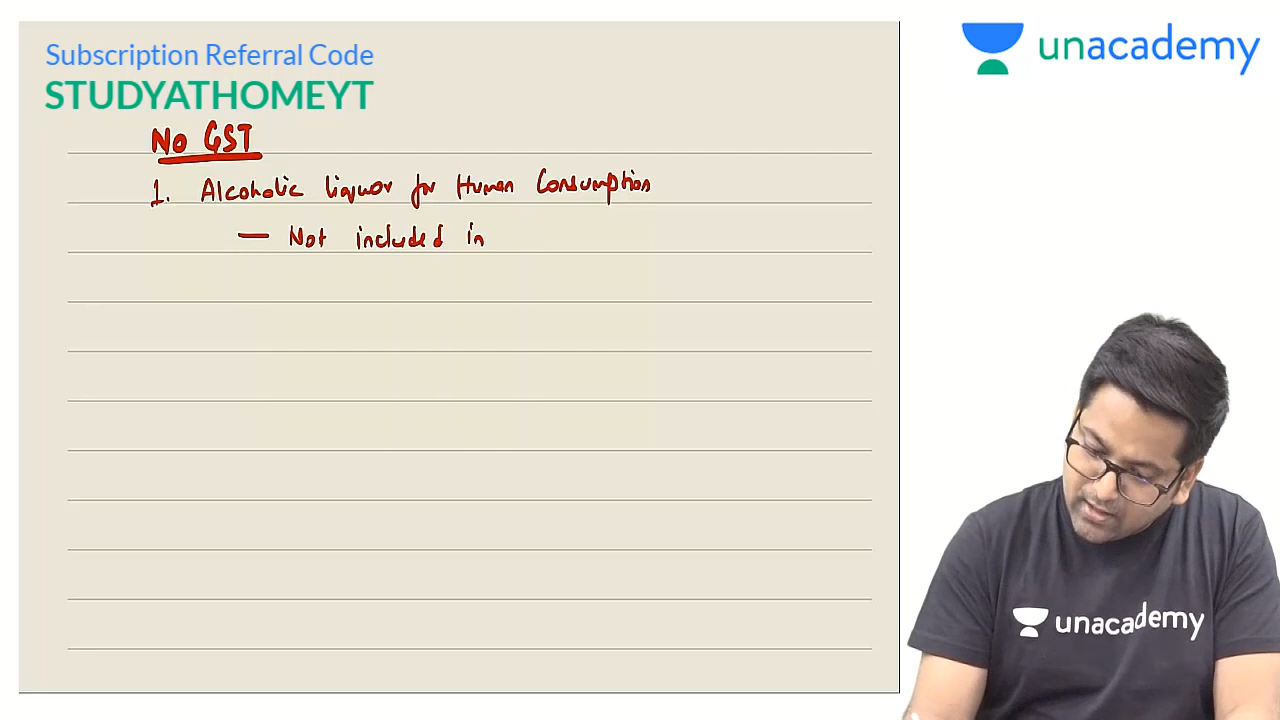 Subscription Referral Code
STUDYATHOMEYT
unacademy
No GST
1. Alcoholic liquor for Human Consumption
— Not included in
unacademy